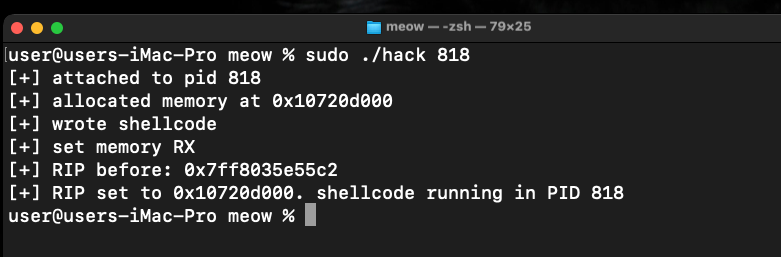 meow — -zsh — 79×25
user@users-iMac-Pro meow % sudo ./hack 818
[+] attached to pid 818
[+] allocated memory at 0x10720d000
[+] wrote shellcode
[+] set memory RX
[+] RIP before: 0x7ff8035e55c2
[+] RIP set to 0x10720d000. shellcode running in PID 818
user@users-iMac-Pro meow %